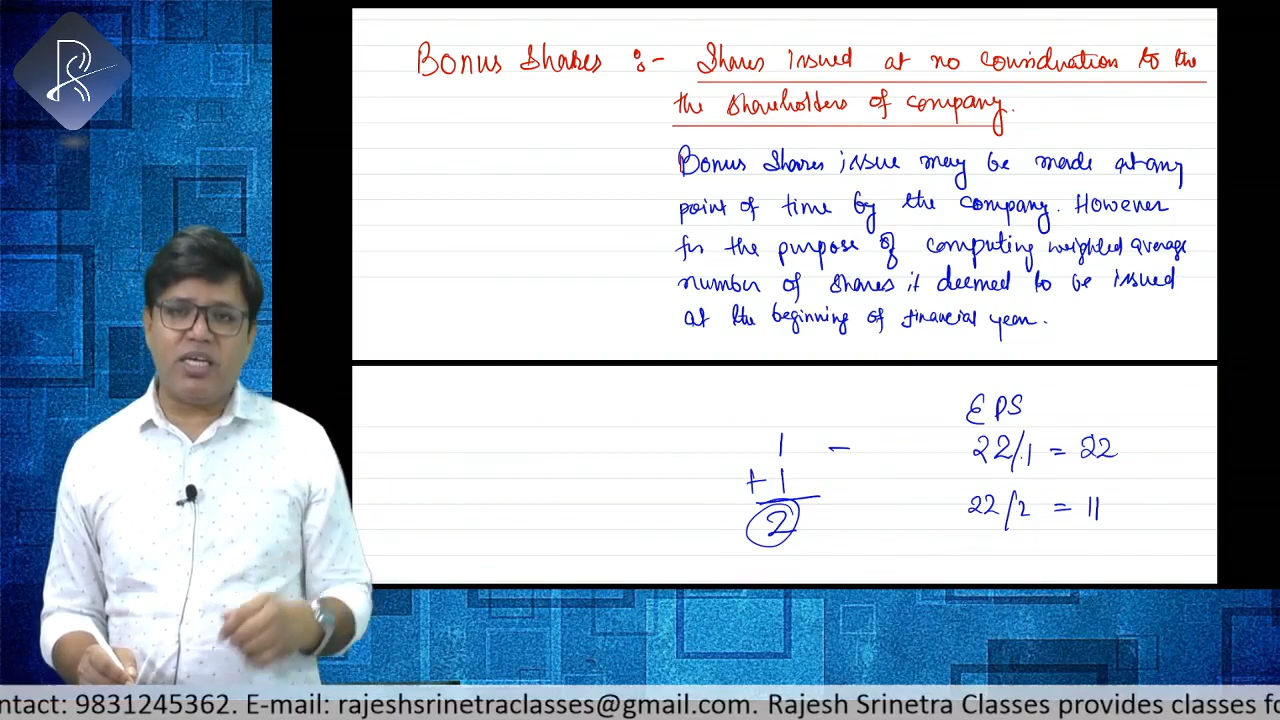 Bonus Shares :- Shares issued at no consideration to the
the shareholders of company.
Bonus Shares issue may be made at any
point of time by the company. However
for the purpose of computing weighted average
number of shares it deemed to be issued
at the beginning of financial year.
EPS
1 - 22/1 = 22
+ 1
2 22/2 = 11
ntact: 9831245362. E-mail: rajeshsrinetraclasses@gmail.com. Rajesh Srinetra Classes provides classes fo